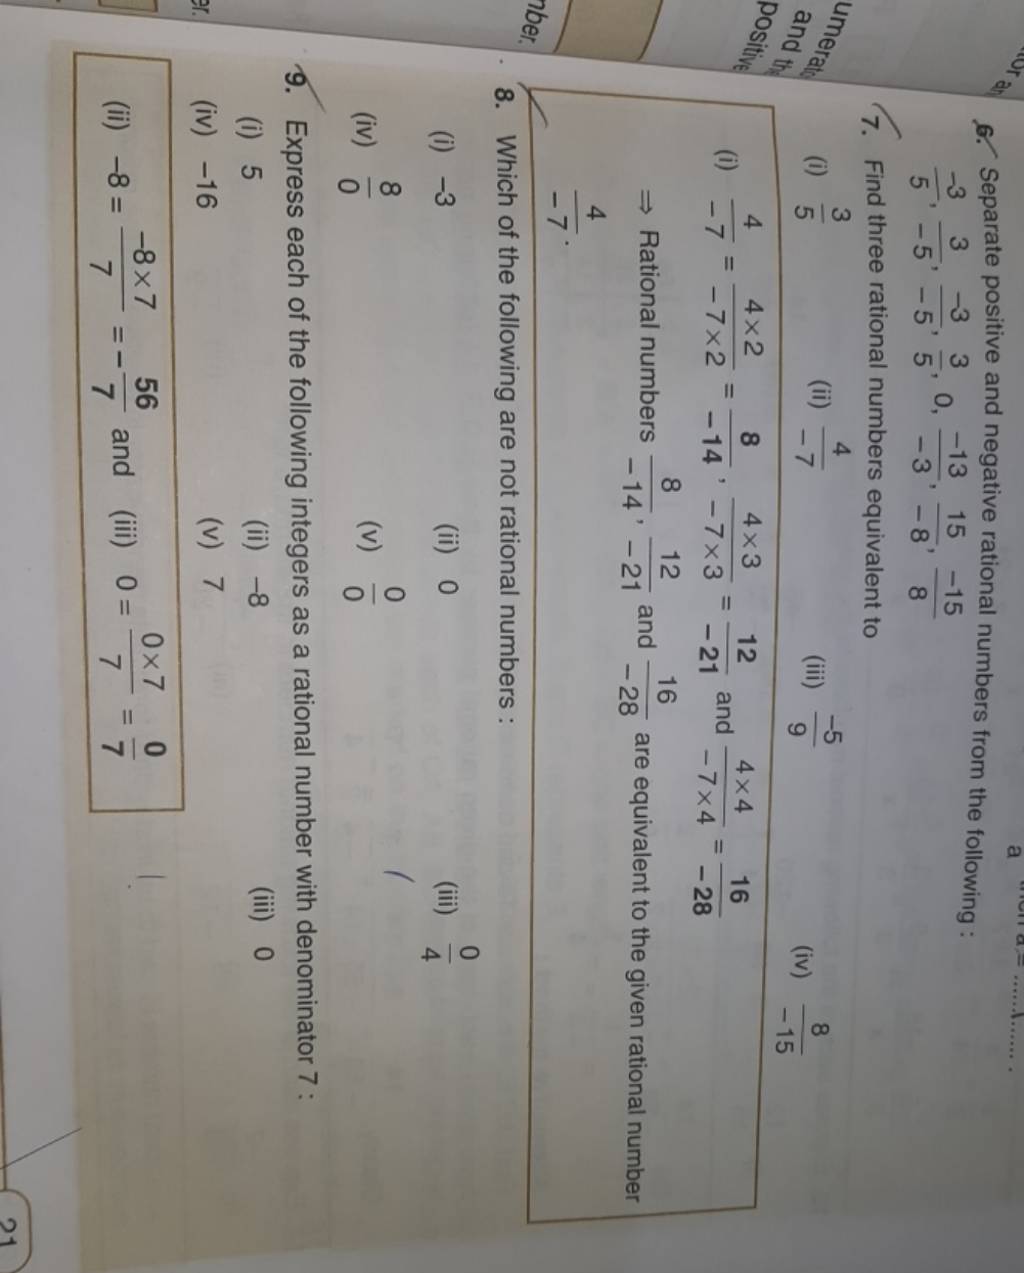 a
6. Separate positive and negative rational numbers from the following :
-3/5, 3/-5, -3/-5, 3/5, 0, -13/-3, 15/-8, -15/8
7. Find three rational numbers equivalent to
(i) 3/5 (ii) 4/-7 (iii) -5/9 (iv) 8/-15
(i) 4/-7 = 4×2/-7×2 = 8/-14, 4×3/-7×3 = 12/-21 and 4×4/-7×4 = 16/-28
⇒ Rational numbers 8/-14, 12/-21 and 16/-28 are equivalent to the given rational number
4/-7.
8. Which of the following are not rational numbers :
(i) -3 (ii) 0 (iii) 0/4
(iv) 8/0 (v) 0/0
9. Express each of the following integers as a rational number with denominator 7 :
(i) 5 (ii) -8 (iii) 0
(iv) -16 (v) 7
(ii) -8 = -8×7/7 = -56/7 and (iii) 0 = 0×7/7 = 0/7
21
and
positive